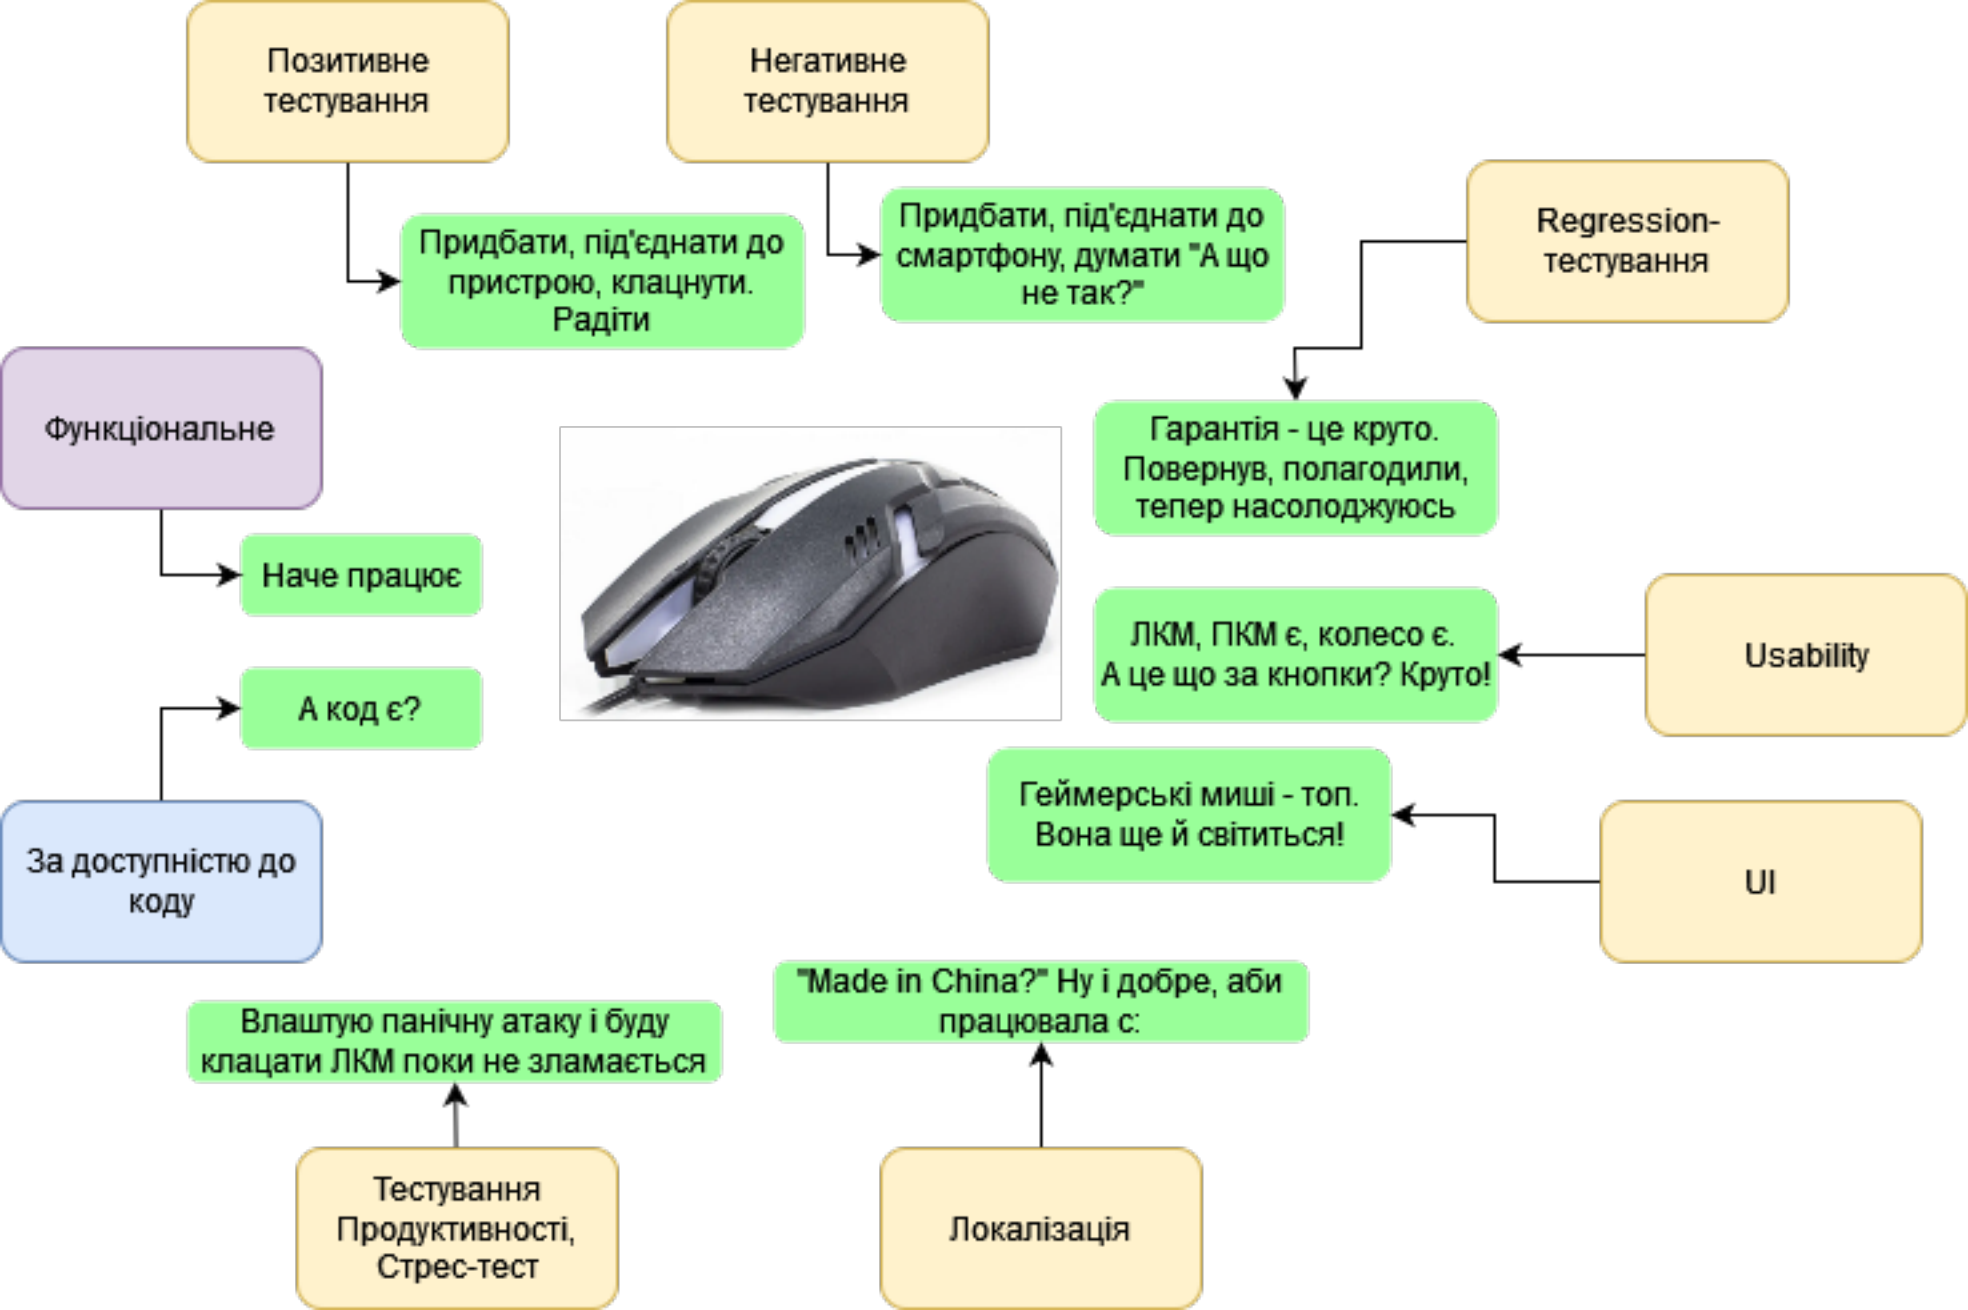 Позитивне
тестування
Негативне
тестування
Придбати, під'єднати до
пристрою, клацнути.
Радіти
Придбати, під'єднати до
смартфону, думати "А що
не так?"
Regression-
тестування
Функціональне
Гарантія - це круто.
Повернув, полагодили,
тепер насолоджуюсь
Наче працює
ЛКМ, ПКМ є, колесо є.
А це що за кнопки? Круто!
Usability
А код є?
Геймерські миші - топ.
Вона ще й світиться!
UI
За доступністю до
коду
"Made in China?" Ну і добре, аби
працювала с:
Влаштую панічну атаку і буду
клацати ЛКМ поки не зламається
Тестування
Продуктивності,
Стрес-тест
Локалізація